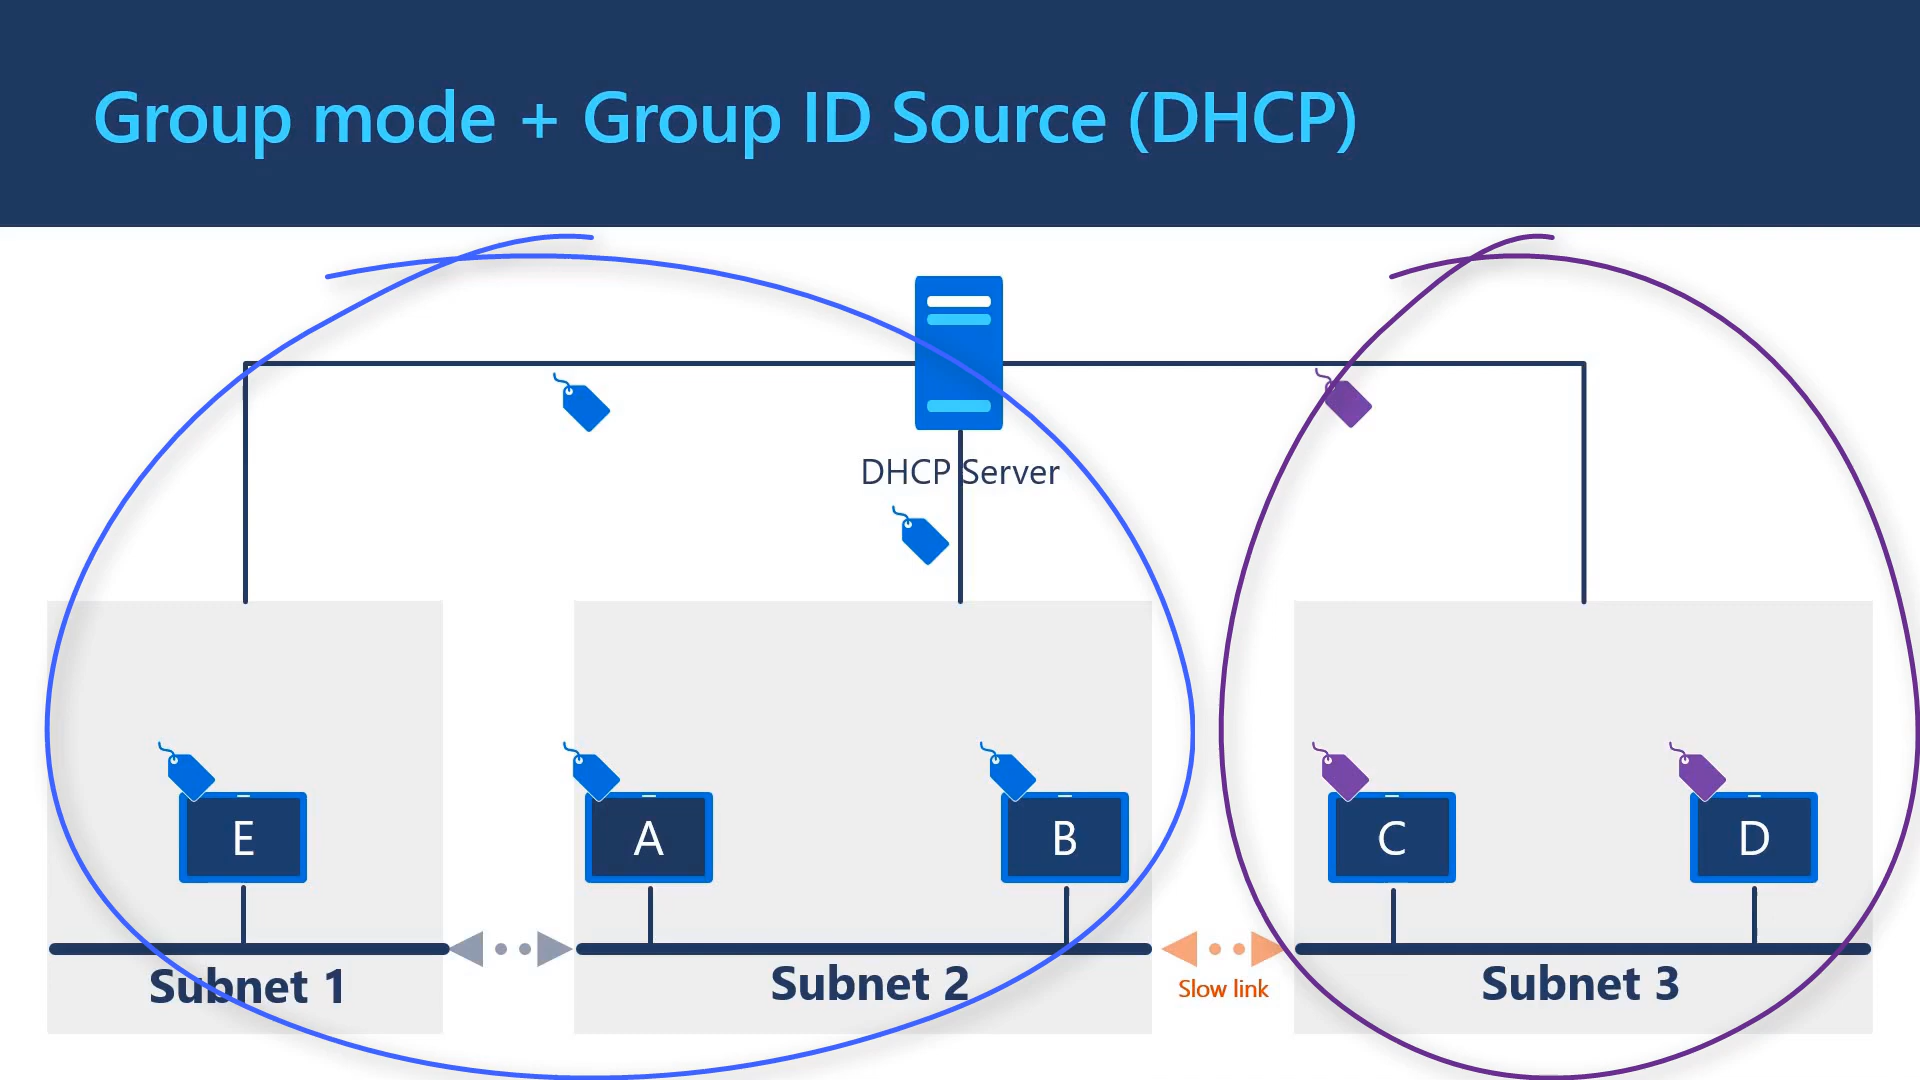 Group mode + Group ID Source (DHCP)
DHCP Server
E
A
B
C
D
Subnet 1
Subnet 2
Slow link
Subnet 3